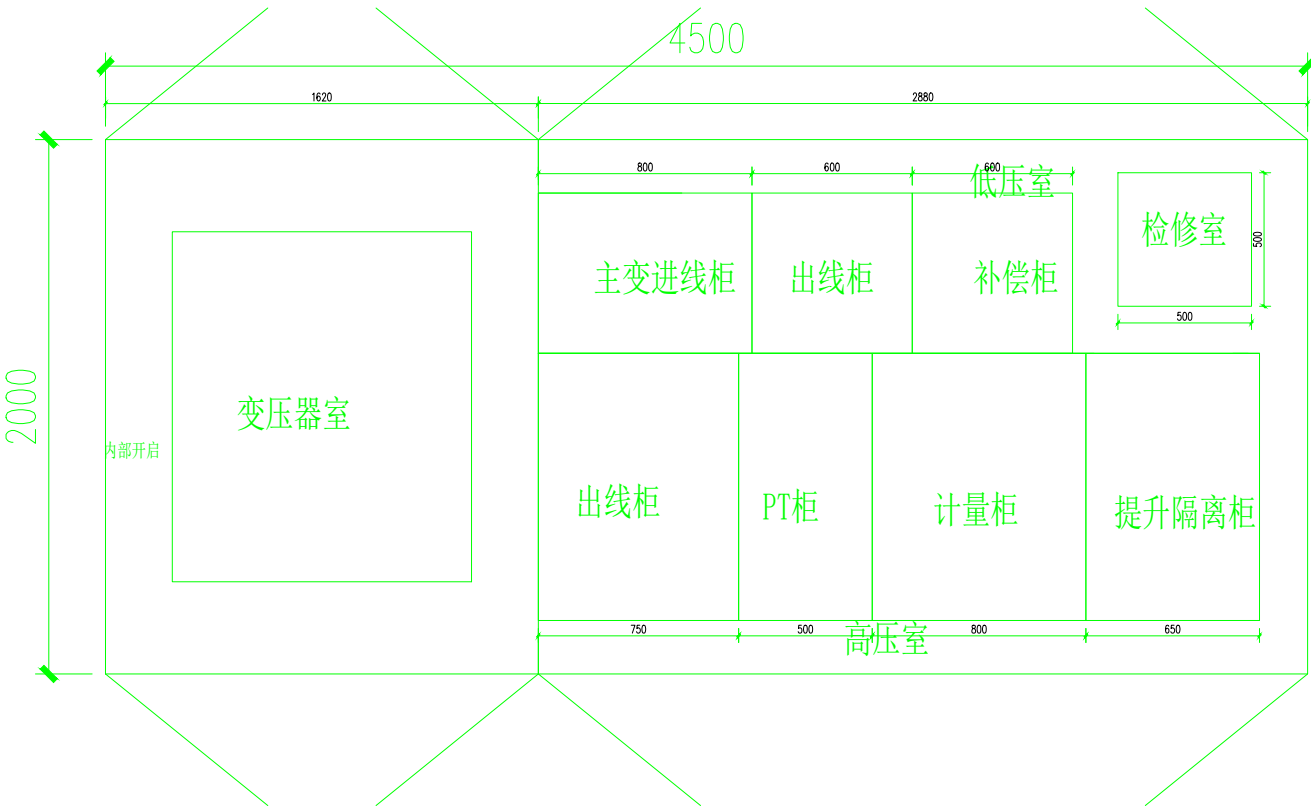 4500
1620
2880
800
600
600
低压室
检修室
500
主变进线柜
出线柜
补偿柜
500
2000
变压器室
内部开启
出线柜
PT柜
计量柜
提升隔离柜
750
500
高压室
800
650